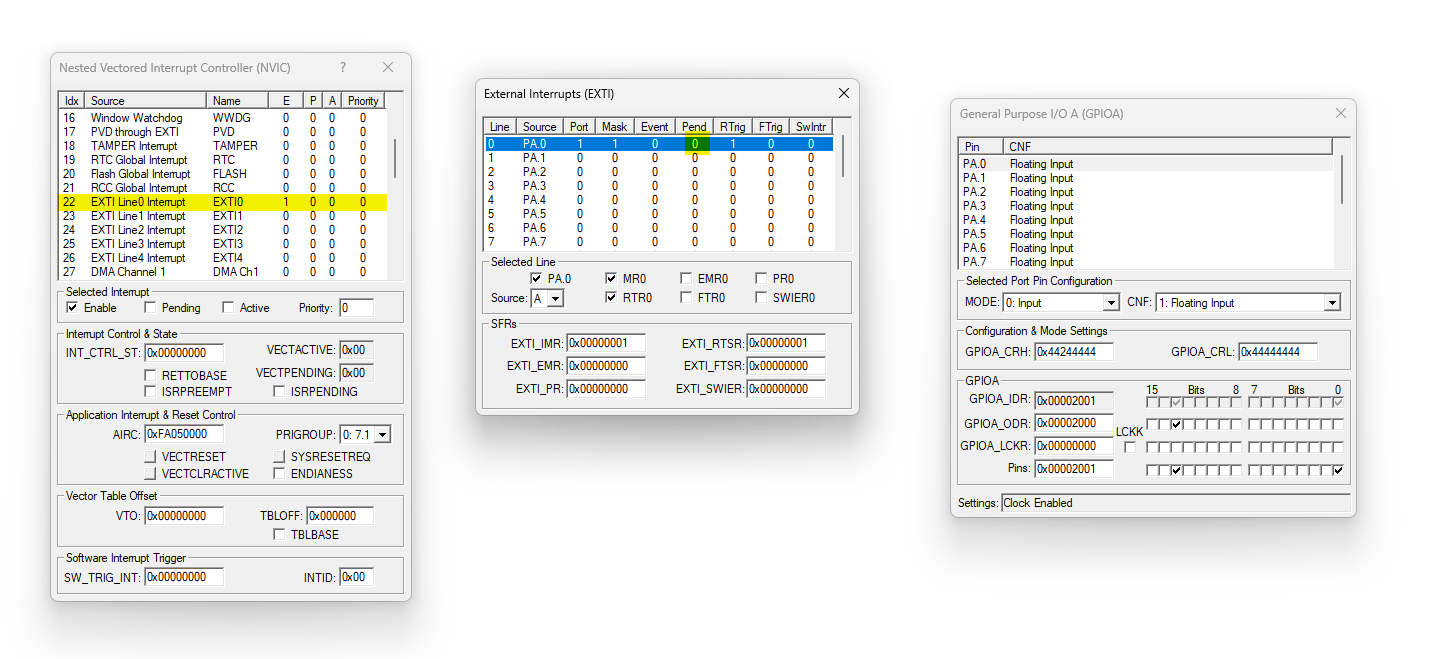 Nested Vectored Interrupt Controller (NVIC) ?
Idx Source Name E P A Priority
16 Window Watchdog WWDG 0 0 0 0
17 PVD through EXTI PVD 0 0 0 0
18 TAMPER Interrupt TAMPER 0 0 0 0
19 RTC Global Interrupt RTC 0 0 0 0
20 Flash Global Interrupt FLASH 0 0 0 0
21 RCC Global Interrupt RCC 0 0 0 0
22 EXTI Line0 Interrupt EXTI0 1 0 0 0
23 EXTI Line1 Interrupt EXTI1 0 0 0 0
24 EXTI Line2 Interrupt EXTI2 0 0 0 0
25 EXTI Line3 Interrupt EXTI3 0 0 0 0
26 EXTI Line4 Interrupt EXTI4 0 0 0 0
27 DMA Channel 1 DMA Ch1 0 0 0 0
Selected Interrupt
Enable Pending Active Priority: 0
Interrupt Control & State
INT_CTRL_ST: 0x00000000 VECTACTIVE: 0x00
RETTOBASE VECTPENDING: 0x00
ISRPREEMPT ISRPENDING
Application Interrupt & Reset Control
AIRC: 0xFA050000 PRIGROUP: 0: 7.1
VECTRESET SYSRESETREQ
VECTCLRACTIVE ENDIANESS
Vector Table Offset
VTO: 0x00000000 TBLOFF: 0x000000
TBLBASE
Software Interrupt Trigger
SW_TRIG_INT: 0x00000000 INTID: 0x00
External Interrupts (EXTI)
Line Source Port Mask Event Pend RTrig FTrig SwIntr
0 PA.0 1 1 0 0 1 0 0
1 PA.1 0 0 0 0 0 0 0
2 PA.2 0 0 0 0 0 0 0
3 PA.3 0 0 0 0 0 0 0
4 PA.4 0 0 0 0 0 0 0
5 PA.5 0 0 0 0 0 0 0
6 PA.6 0 0 0 0 0 0 0
7 PA.7 0 0 0 0 0 0 0
Selected Line
PA.0 MR0 EMR0 PR0
Source: A RTR0 FTR0 SWIER0
SFRs
EXTI_IMR: 0x00000001 EXTI_RTSR: 0x00000001
EXTI_EMR: 0x00000000 EXTI_FTSR: 0x00000000
EXTI_PR: 0x00000000 EXTI_SWIER: 0x00000000
General Purpose I/O A (GPIOA)
Pin CNF
PA.0 Floating Input
PA.1 Floating Input
PA.2 Floating Input
PA.3 Floating Input
PA.4 Floating Input
PA.5 Floating Input
PA.6 Floating Input
PA.7 Floating Input
Selected Port Pin Configuration
MODE: 0: Input CNF: 1: Floating Input
Configuration & Mode Settings
GPIOA_CRH: 0x44244444 GPIOA_CRL: 0x44444444
GPIOA
15 Bits 8 7 Bits 0
GPIOA_IDR: 0x00002001
GPIOA_ODR: 0x00002000
LCKK
GPIOA_LCKR: 0x00000000
Pins: 0x00002001
Settings: Clock Enabled